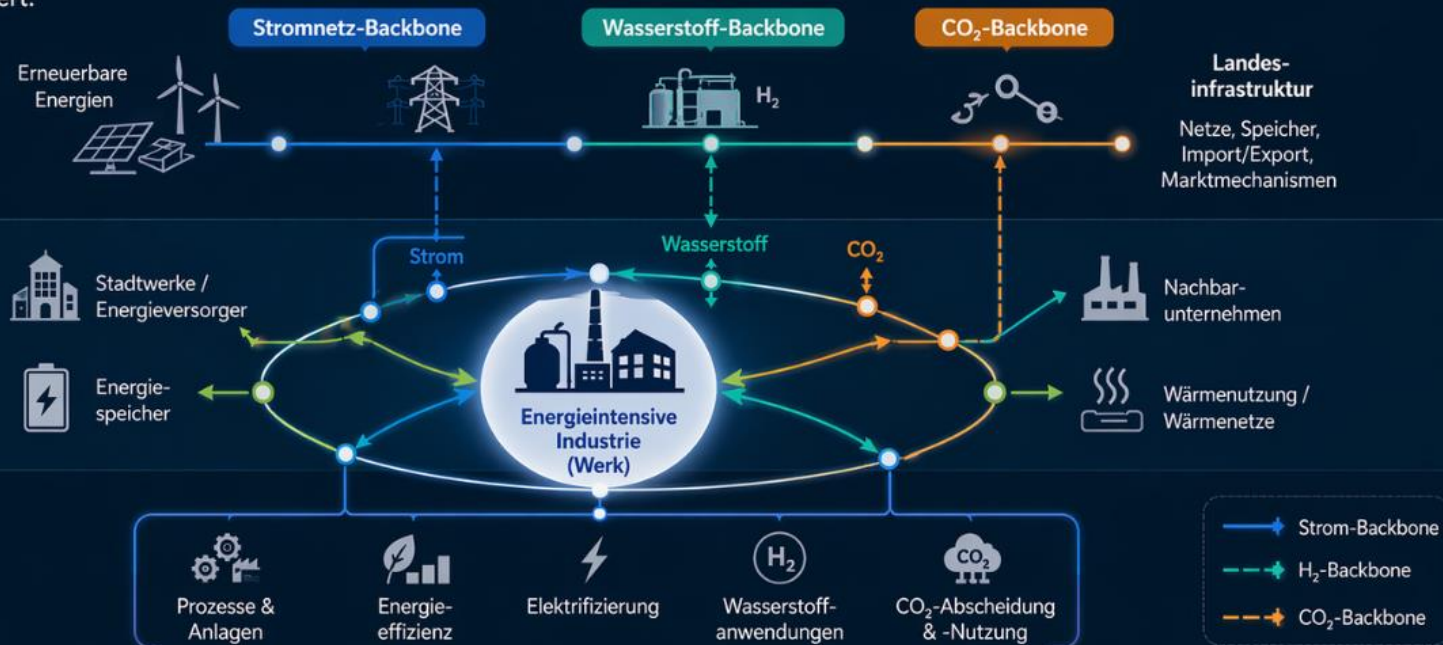 ert.
Stromnetz-Backbone
Wasserstoff-Backbone
CO₂-Backbone
Erneuerbare
Energien
H₂
Landes-
infrastruktur
Netze, Speicher,
Import/Export,
Marktmechanismen
Strom
Wasserstoff
CO₂
Stadtwerke /
Energieversorger
Energie-
speicher
Energieintensive
Industrie
(Werk)
Nachbar-
unternehmen
Wärmenutzung /
Wärmenetze
Prozesse &
Anlagen
Energie-
effizienz
Elektrifizierung
H₂
Wasserstoff-
anwendungen
CO₂
CO₂-Abscheidung
& -Nutzung
Strom-Backbone
H₂-Backbone
CO₂-Backbone